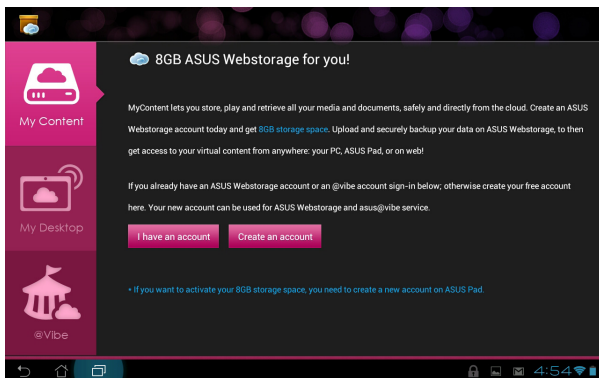 8GB ASUS Webstorage for you!
My Content
MyContent lets you store, play and retrieve all your media and documents, safely and directly from the cloud. Create an ASUS
Webstorage account today and get 8GB storage space. Upload and securely backup your data on ASUS Webstorage, to then
get access to your virtual content from anywhere: your PC, ASUS Pad, or on web!
My Desktop
If you already have an ASUS Webstorage account or an @vibe account sign-in below; otherwise create your free account
here. Your new account can be used for ASUS Webstorage and asus@vibe service.
I have an account
Create an account
@Vibe
* If you want to activate your 8GB storage space, you need to create a new account on ASUS Pad.
4:54